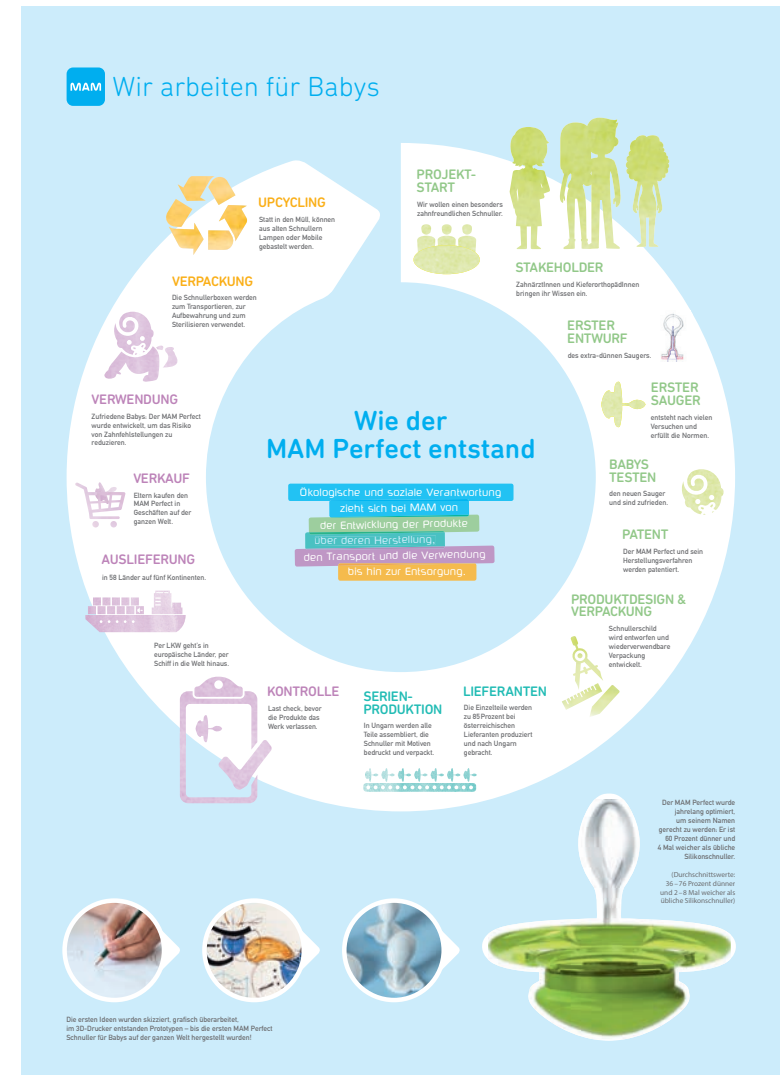 MAM Wir arbeiten für Babys
PROJEKT-
START
Wir wollen einen besonders
zahnfreundlichen Schnuller.
STAKEHOLDER
ZahnärztInnen und KieferorthopädInnen
bringen ihr Wissen ein.
ERSTER
ENTWURF
des extra-dünnen Saugers.
ERSTER
SAUGER
entsteht nach vielen
Versuchen und
erfüllt die Normen.
BABYS
TESTEN
den neuen Sauger
und sind zufrieden.
PATENT
Der MAM Perfect und sein
Herstellungsverfahren
werden patentiert.
PRODUKTDESIGN &
VERPACKUNG
Schnullerschild
wird entworfen und
wiederverwendbare
Verpackung
entwickelt.
LIEFERANTEN
Die Einzelteile werden
zu 85 Prozent bei
österreichischen
Lieferanten produziert
und nach Ungarn
gebracht.
SERIEN-
PRODUKTION
In Ungarn werden alle
Teile assembliert, die
Schnuller mit Motiven
bedruckt und verpackt.
KONTROLLE
Last check, bevor
die Produkte das
Werk verlassen.
AUSLIEFERUNG
in 58 Länder auf fünf Kontinenten.
Per LKW geht's in
europäische Länder, per
Schiff in die Welt hinaus.
VERKAUF
Eltern kaufen den
MAM Perfect in
Geschäften auf der
ganzen Welt.
VERWENDUNG
Zufriedene Babys: Der MAM Perfect
wurde entwickelt, um das Risiko
von Zahnfehlstellungen zu
reduzieren.
VERPACKUNG
Die Schnullerboxen werden
zum Transportieren, zur
Aufbewahrung und zum
Sterilisieren verwendet.
UPCYCLING
Statt in den Müll, können
aus alten Schnullern
Lampen oder Mobile
gebastelt werden.
Wie der
MAM Perfect entstand
Ökologische und soziale Verantwortung
zieht sich bei MAM von
der Entwicklung der Produkte
über deren Herstellung,
den Transport und die Verwendung
bis hin zur Entsorgung.
Der MAM Perfect wurde
jahrelang optimiert,
um seinem Namen
gerecht zu werden: Er ist
60 Prozent dünner und
4 Mal weicher als übliche
Silikonschnuller.
(Durchschnittswerte:
36 – 76 Prozent dünner
und 2 – 8 Mal weicher als
übliche Silikonschnuller)
Die ersten Ideen wurden skizziert, grafisch überarbeitet,
im 3D-Drucker entstanden Prototypen – bis die ersten MAM Perfect
Schnuller für Babys auf der ganzen Welt hergestellt wurden!